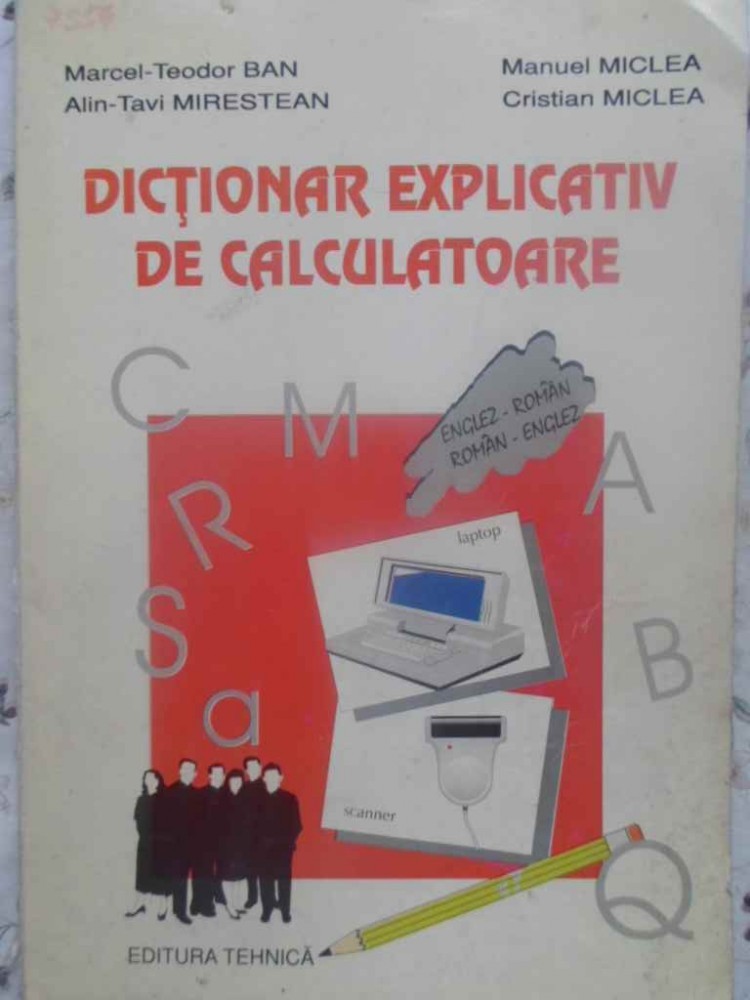 Marcel-Teodor BAN
Manuel MICLEA
Alin-Tavi MIRESTEAN
Cristian MICLEA
DICŢIONAR EXPLICATIV
DE CALCULATOARE
C
M
ENGLEZ - ROMÂN
ROMÂN - ENGLEZ
A
R
laptop
S
B
a
scanner
Q
EDITURA TEHNICĂ